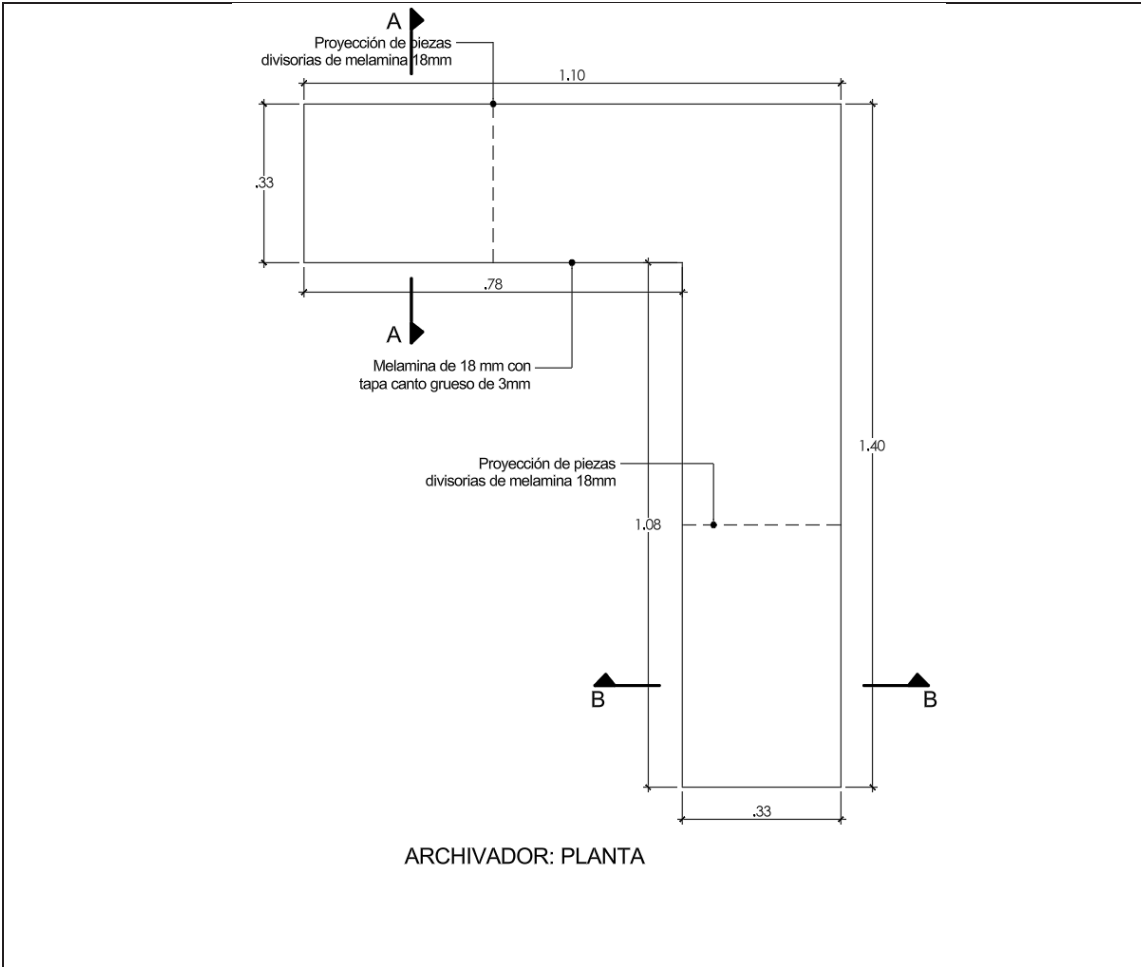 A
Proyección de piezas
divisorias de melamina 18mm
1.10
.33
.78
A
Melamina de 18 mm con
tapa canto grueso de 3mm
1.40
Proyección de piezas
divisorias de melamina 18mm
1.08
B
B
.33
ARCHIVADOR: PLANTA